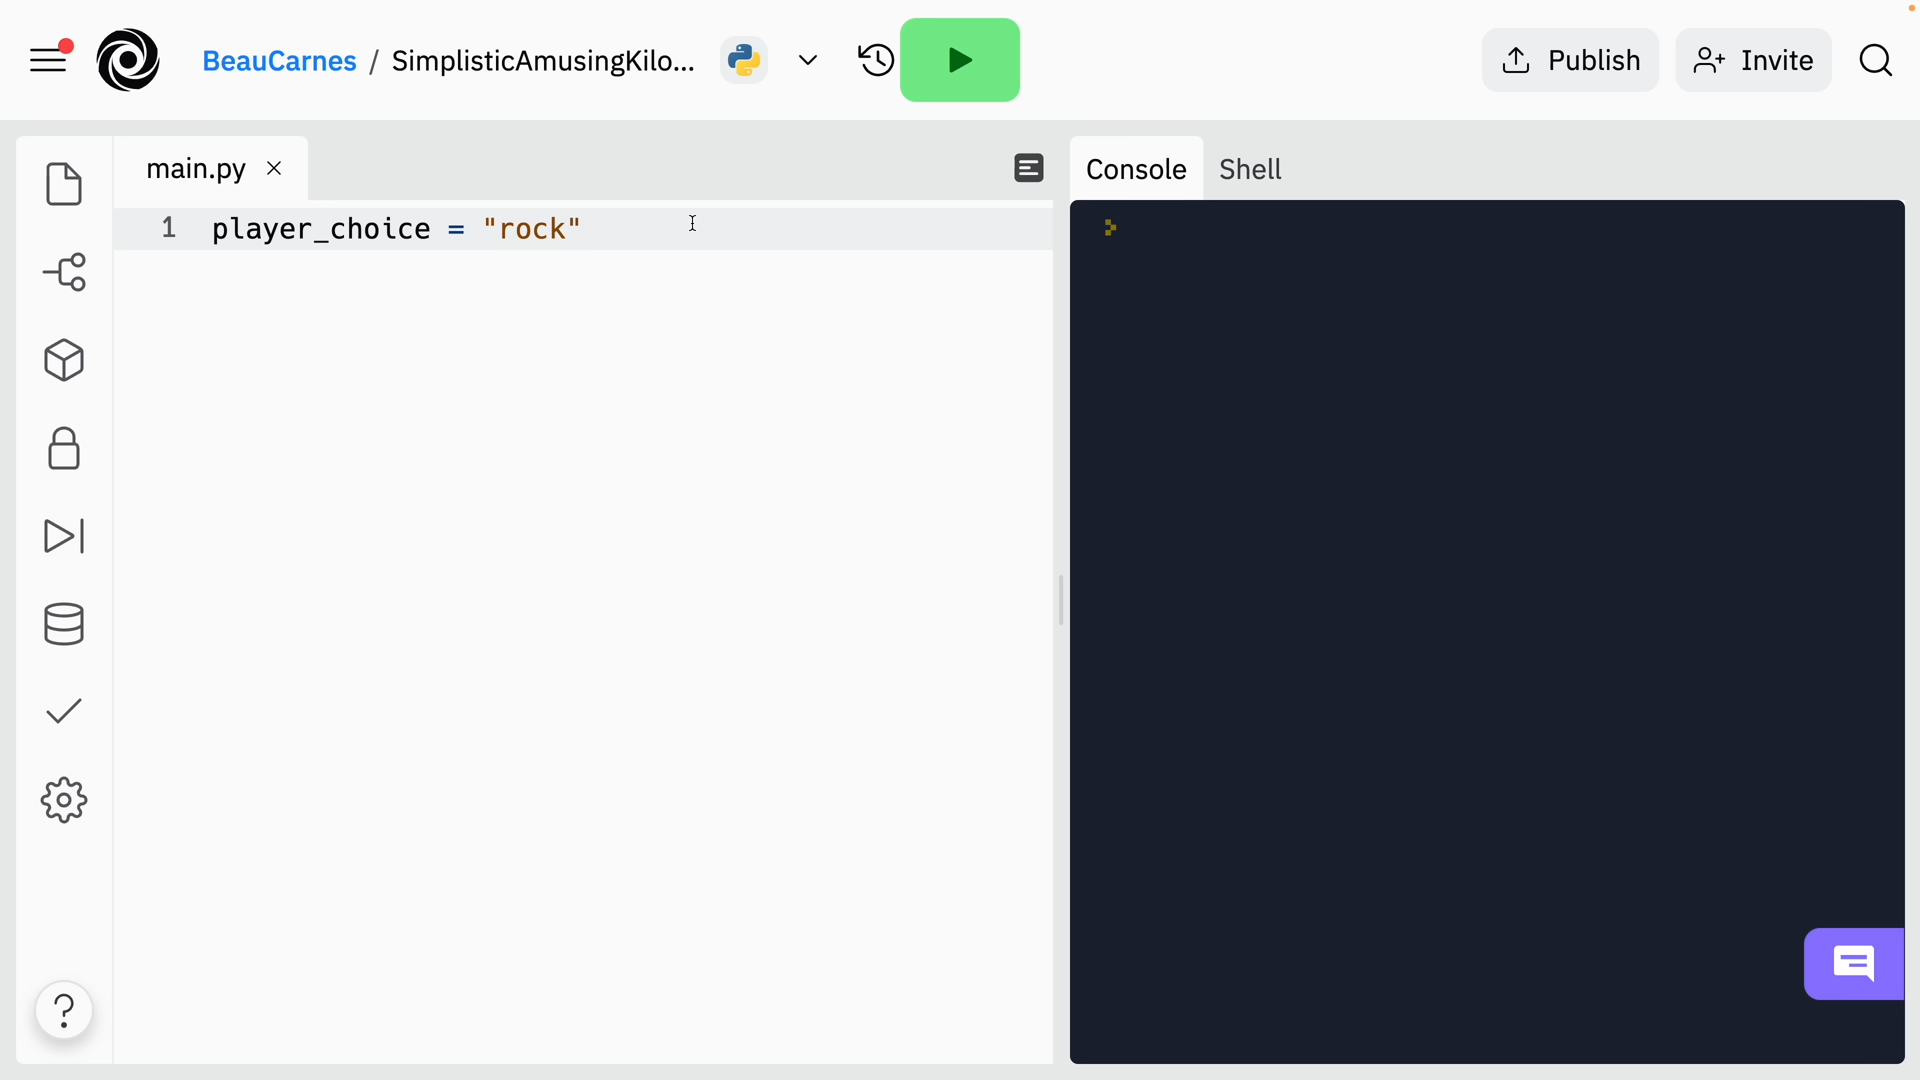 BeauCarnes / SimplisticAmusingKilo...
Publish
Invite
main.py
Console
Shell
1 player_choice = "rock"
?